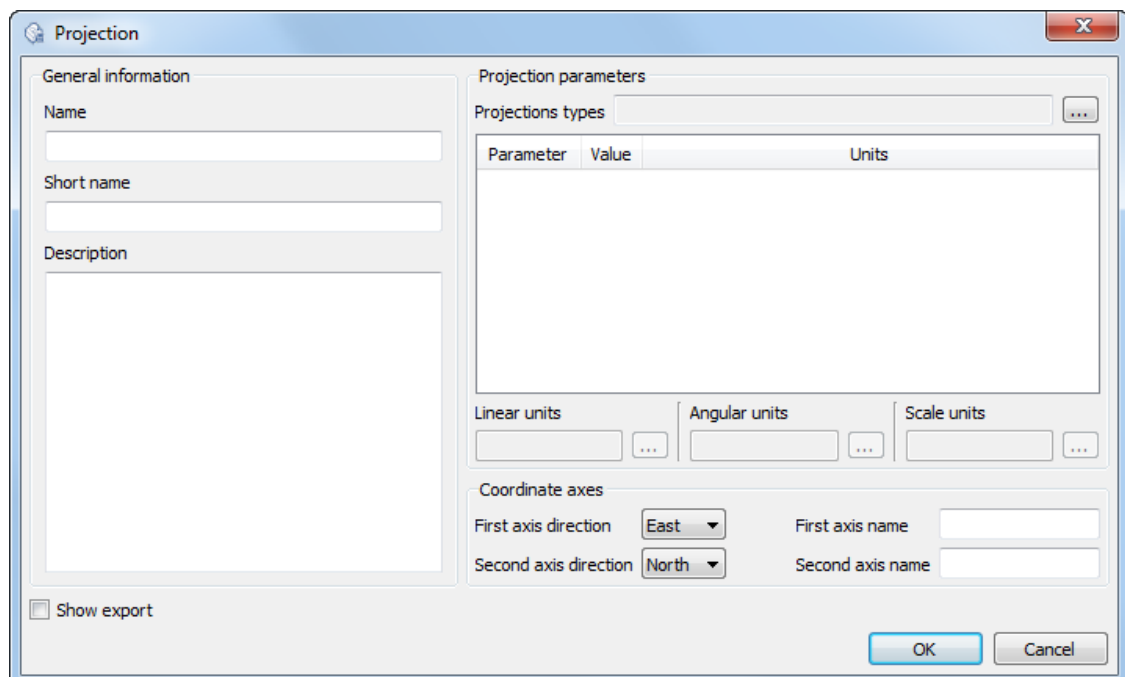 Projection
General information
Name
Short name
Description
Projection parameters
Projections types ...
Parameter Value Units
Linear units Angular units Scale units
... ... ...
Coordinate axes
First axis direction East First axis name
Second axis direction North Second axis name
Show export
OK Cancel